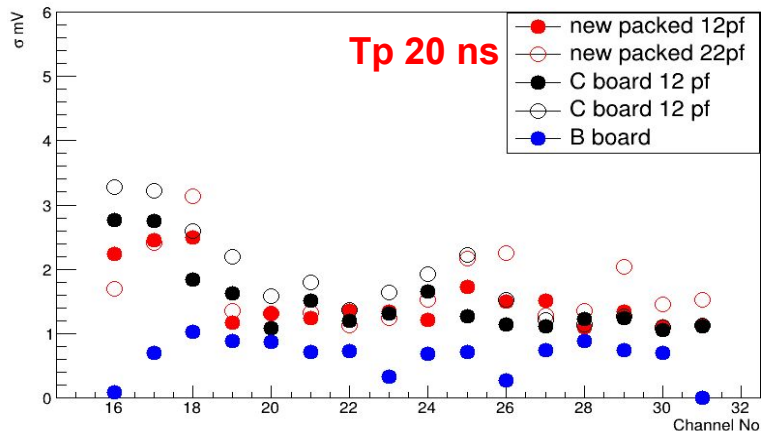 σ mV
6
5
4
3
2
1
0
Tp 20 ns
new packed 12pf
new packed 22pf
C board 12 pf
C board 12 pf
B board
16 18 20 22 24 26 28 30 32
Channel No